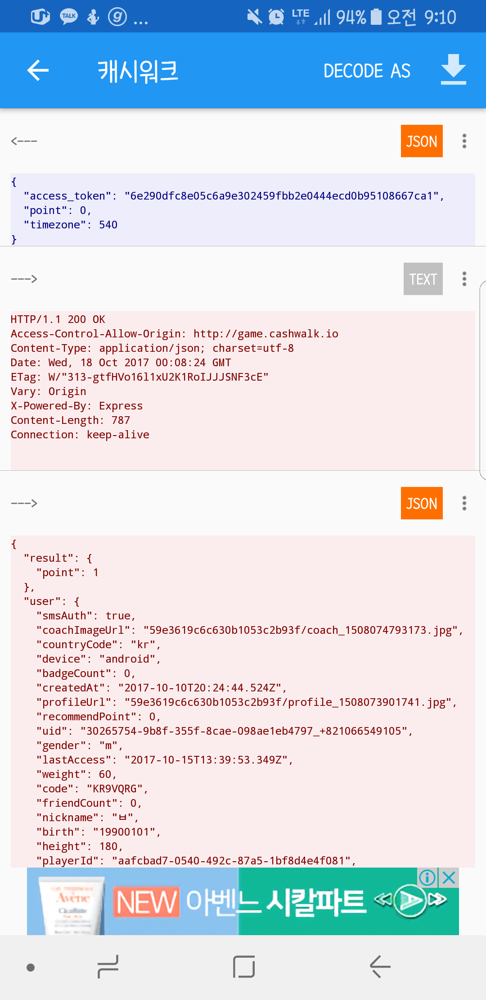 TALK
g ...
LTE 94% 오전 9:10
캐시워크 DECODE AS
<--- JSON
{
"access_token": "6e290dfc8e05c6a9e302459fbb2e0444ecd0b95108667ca1",
"point": 0,
"timezone": 540
}
---> TEXT
HTTP/1.1 200 OK
Access-Control-Allow-Origin: http://game.cashwalk.io
Content-Type: application/json; charset=utf-8
Date: Wed, 18 Oct 2017 00:08:24 GMT
ETag: W/"313-gtfHVo16l1xU2K1RoIJJJSNF3cE"
Vary: Origin
X-Powered-By: Express
Content-Length: 787
Connection: keep-alive
---> JSON
{
"result": {
"point": 1
},
"user": {
"smsAuth": true,
"coachImageUrl": "59e3619c6c630b1053c2b93f/coach_1508074793173.jpg",
"countryCode": "kr",
"device": "android",
"badgeCount": 0,
"createdAt": "2017-10-10T20:24:44.524Z",
"profileUrl": "59e3619c6c630b1053c2b93f/profile_1508073901741.jpg",
"recommendPoint": 0,
"uid": "30265754-9b8f-355f-8cae-098ae1eb4797_+821066549105",
"gender": "m",
"lastAccess": "2017-10-15T13:39:53.349Z",
"weight": 60,
"code": "KR9VQRG",
"friendCount": 0,
"nickname": "ㅂ",
"birth": "19900101",
"height": 180,
"playerId": "aafcbad7-0540-492c-87a5-1bf8d4e4f081",
Avène
Cicalfate
NEW 아벤느 시칼파트